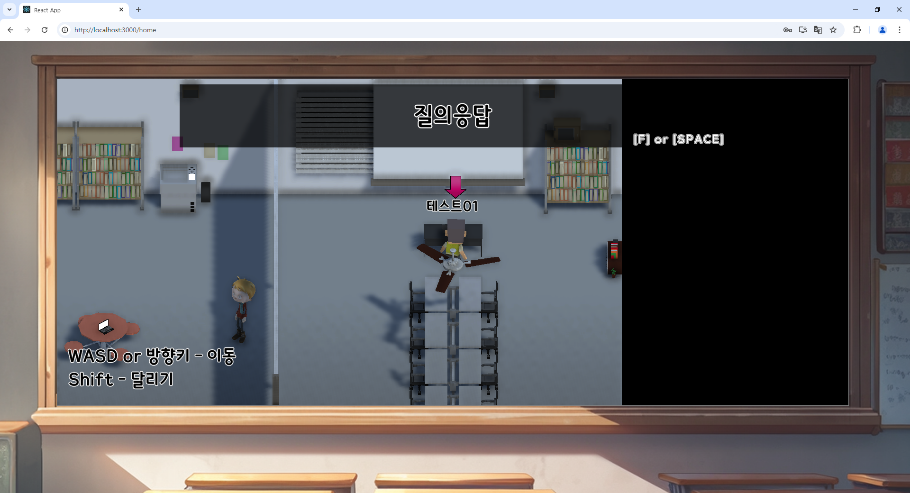 React App
http://localhost:3000/home
질의응답
[F] or [SPACE]
테스트01
WASD or 방향키 - 이동
Shift - 달리기